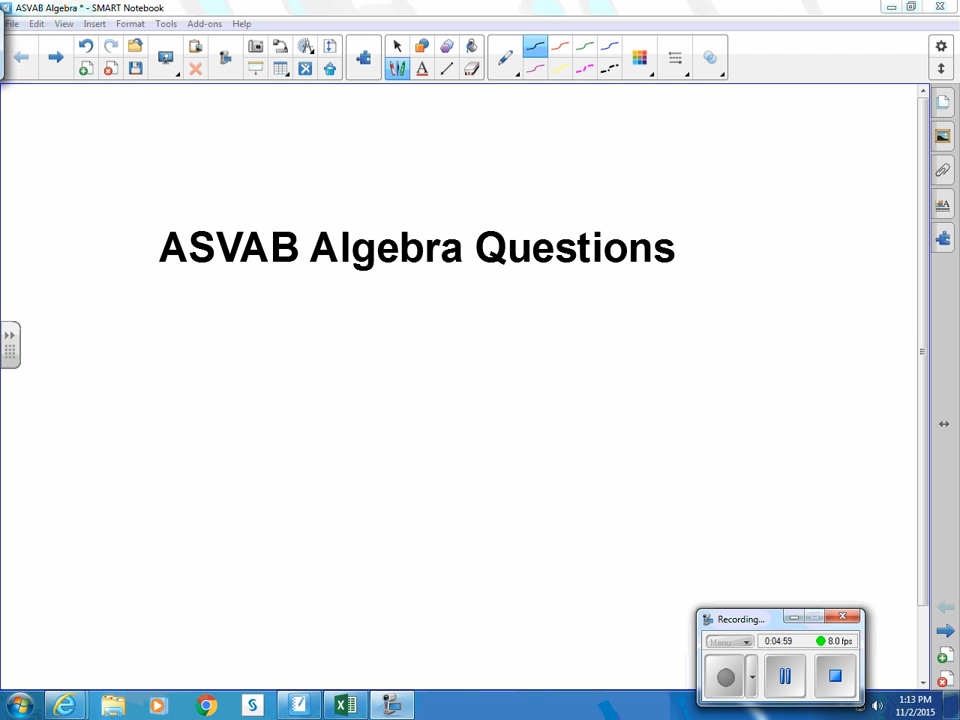 ASVAB Algebra * - SMART Notebook
File Edit View Insert Format Tools Add-ons Help
ASVAB Algebra Questions
Recording...
Menu 0:04:59 8.0 fps
1:13 PM
11/2/2015